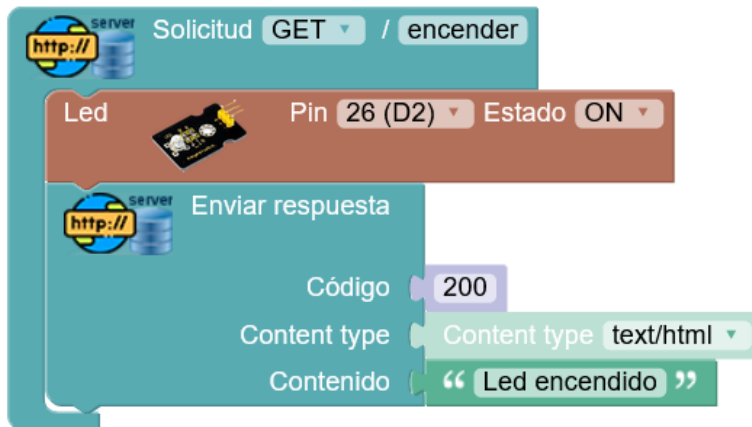 server
http://
Solicitud GET / encender
Led Pin 26 (D2) Estado ON
server
http://
Enviar respuesta
Código 200
Content type Content type text/html
Contenido “ Led encendido ”